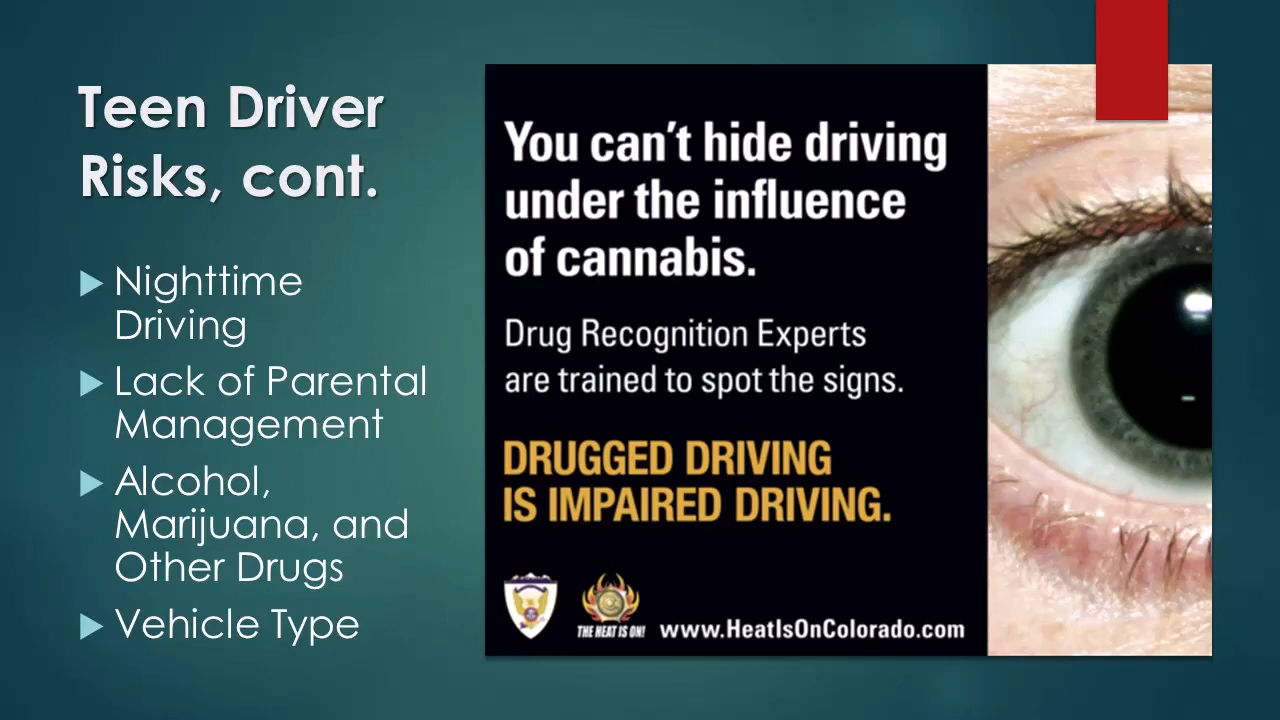 Teen Driver
Risks, cont.
Nighttime
Driving
Lack of Parental
Management
Alcohol,
Marijuana, and
Other Drugs
Vehicle Type
You can't hide driving
under the influence
of cannabis.
Drug Recognition Experts
are trained to spot the signs.
DRUGGED DRIVING
IS IMPAIRED DRIVING.
THE HEAT IS ON!
www.HeatIsOnColorado.com